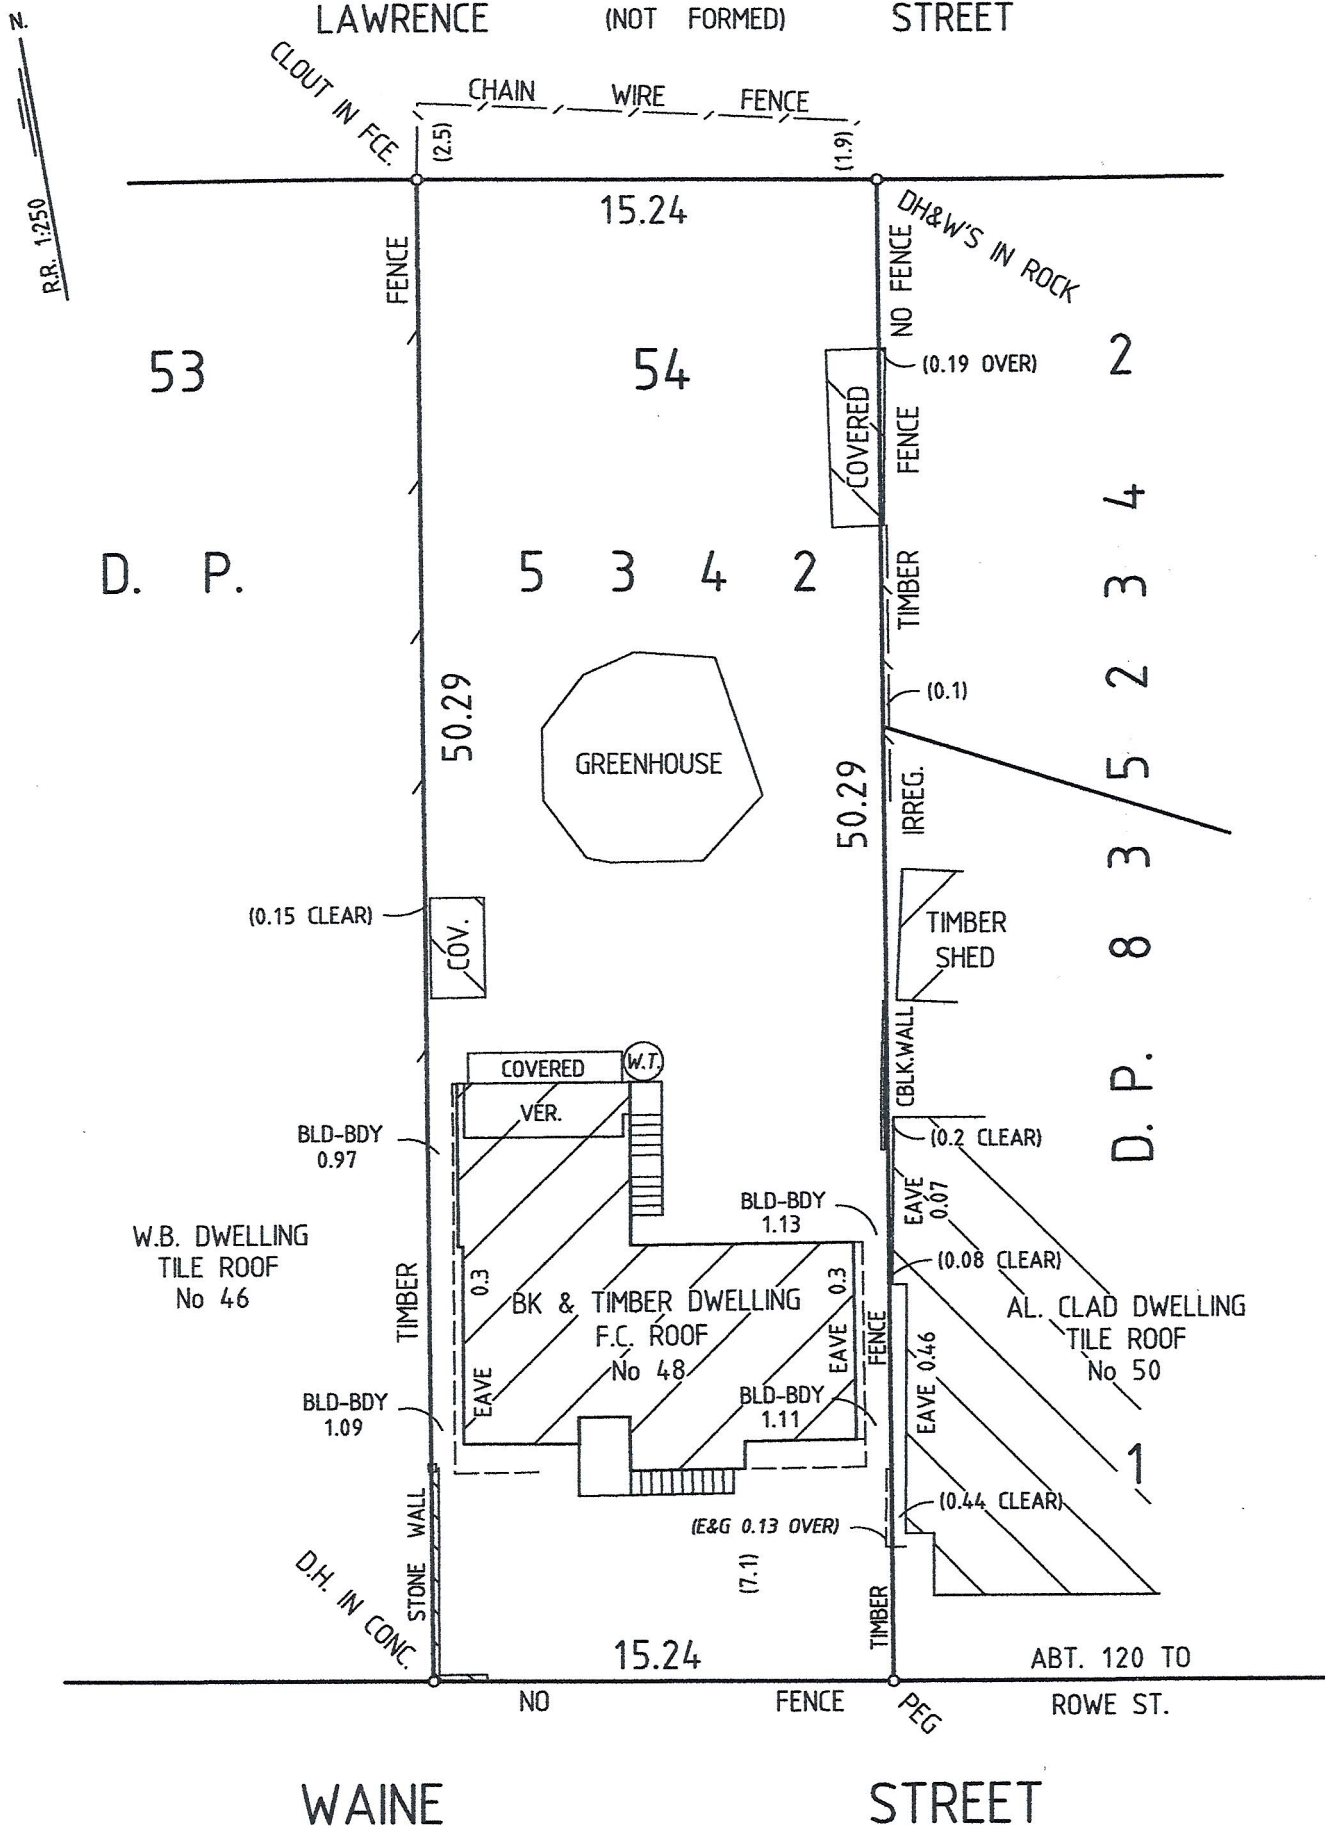 N.
R.R. 1:250
LAWRENCE (NOT FORMED) STREET
CLOUT IN FCE.
CHAIN WIRE FENCE
(2.5)
(1.9)
15.24
DH&W'S IN ROCK
FENCE
NO FENCE
53
54
2
(0.19 OVER)
COVERED
FENCE
D. P. 5 3 4 2
TIMBER
(0.1)
50.29
50.29
GREENHOUSE
IRREG.
D. P. 8 3 5 2 3 4
(0.15 CLEAR)
COV.
TIMBER
SHED
CBLK.WALL
COVERED
W.T.
VER.
BLD-BDY
0.97
(0.2 CLEAR)
EAVE
0.07
BLD-BDY
1.13
W.B. DWELLING
TILE ROOF
No 46
TIMBER
0.3
BK & TIMBER DWELLING
F.C. ROOF
No 48
0.3
(0.08 CLEAR)
AL. CLAD DWELLING
TILE ROOF
No 50
EAVE
EAVE
FENCE
EAVE 0.46
BLD-BDY
1.09
BLD-BDY
1.11
1
(0.44 CLEAR)
(E&G 0.13 OVER)
STONE WALL
(7.1)
TIMBER
D.H. IN CONC.
15.24
ABT. 120 TO
ROWE ST.
NO FENCE
PEG
WAINE STREET